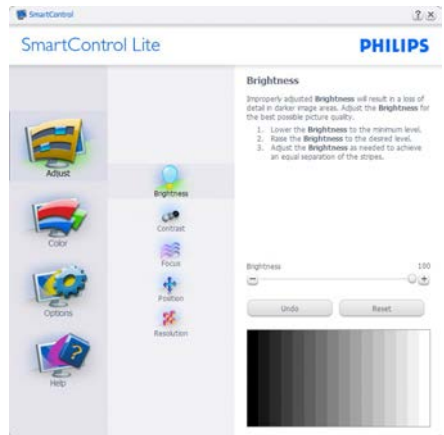 SmartControl
SmartControl Lite
PHILIPS
Adjust
Color
Options
Help
Brightness
Contrast
Focus
Position
Resolution
Brightness
Improperly adjusted Brightness will result in a loss of
detail in darker image areas. Adjust the Brightness for
the best possible picture quality.
1. Lower the Brightness to the minimum level.
2. Raise the Brightness to the desired level.
3. Adjust the Brightness as needed to achieve
an equal separation of the stripes.
Brightness 100
Undo Reset